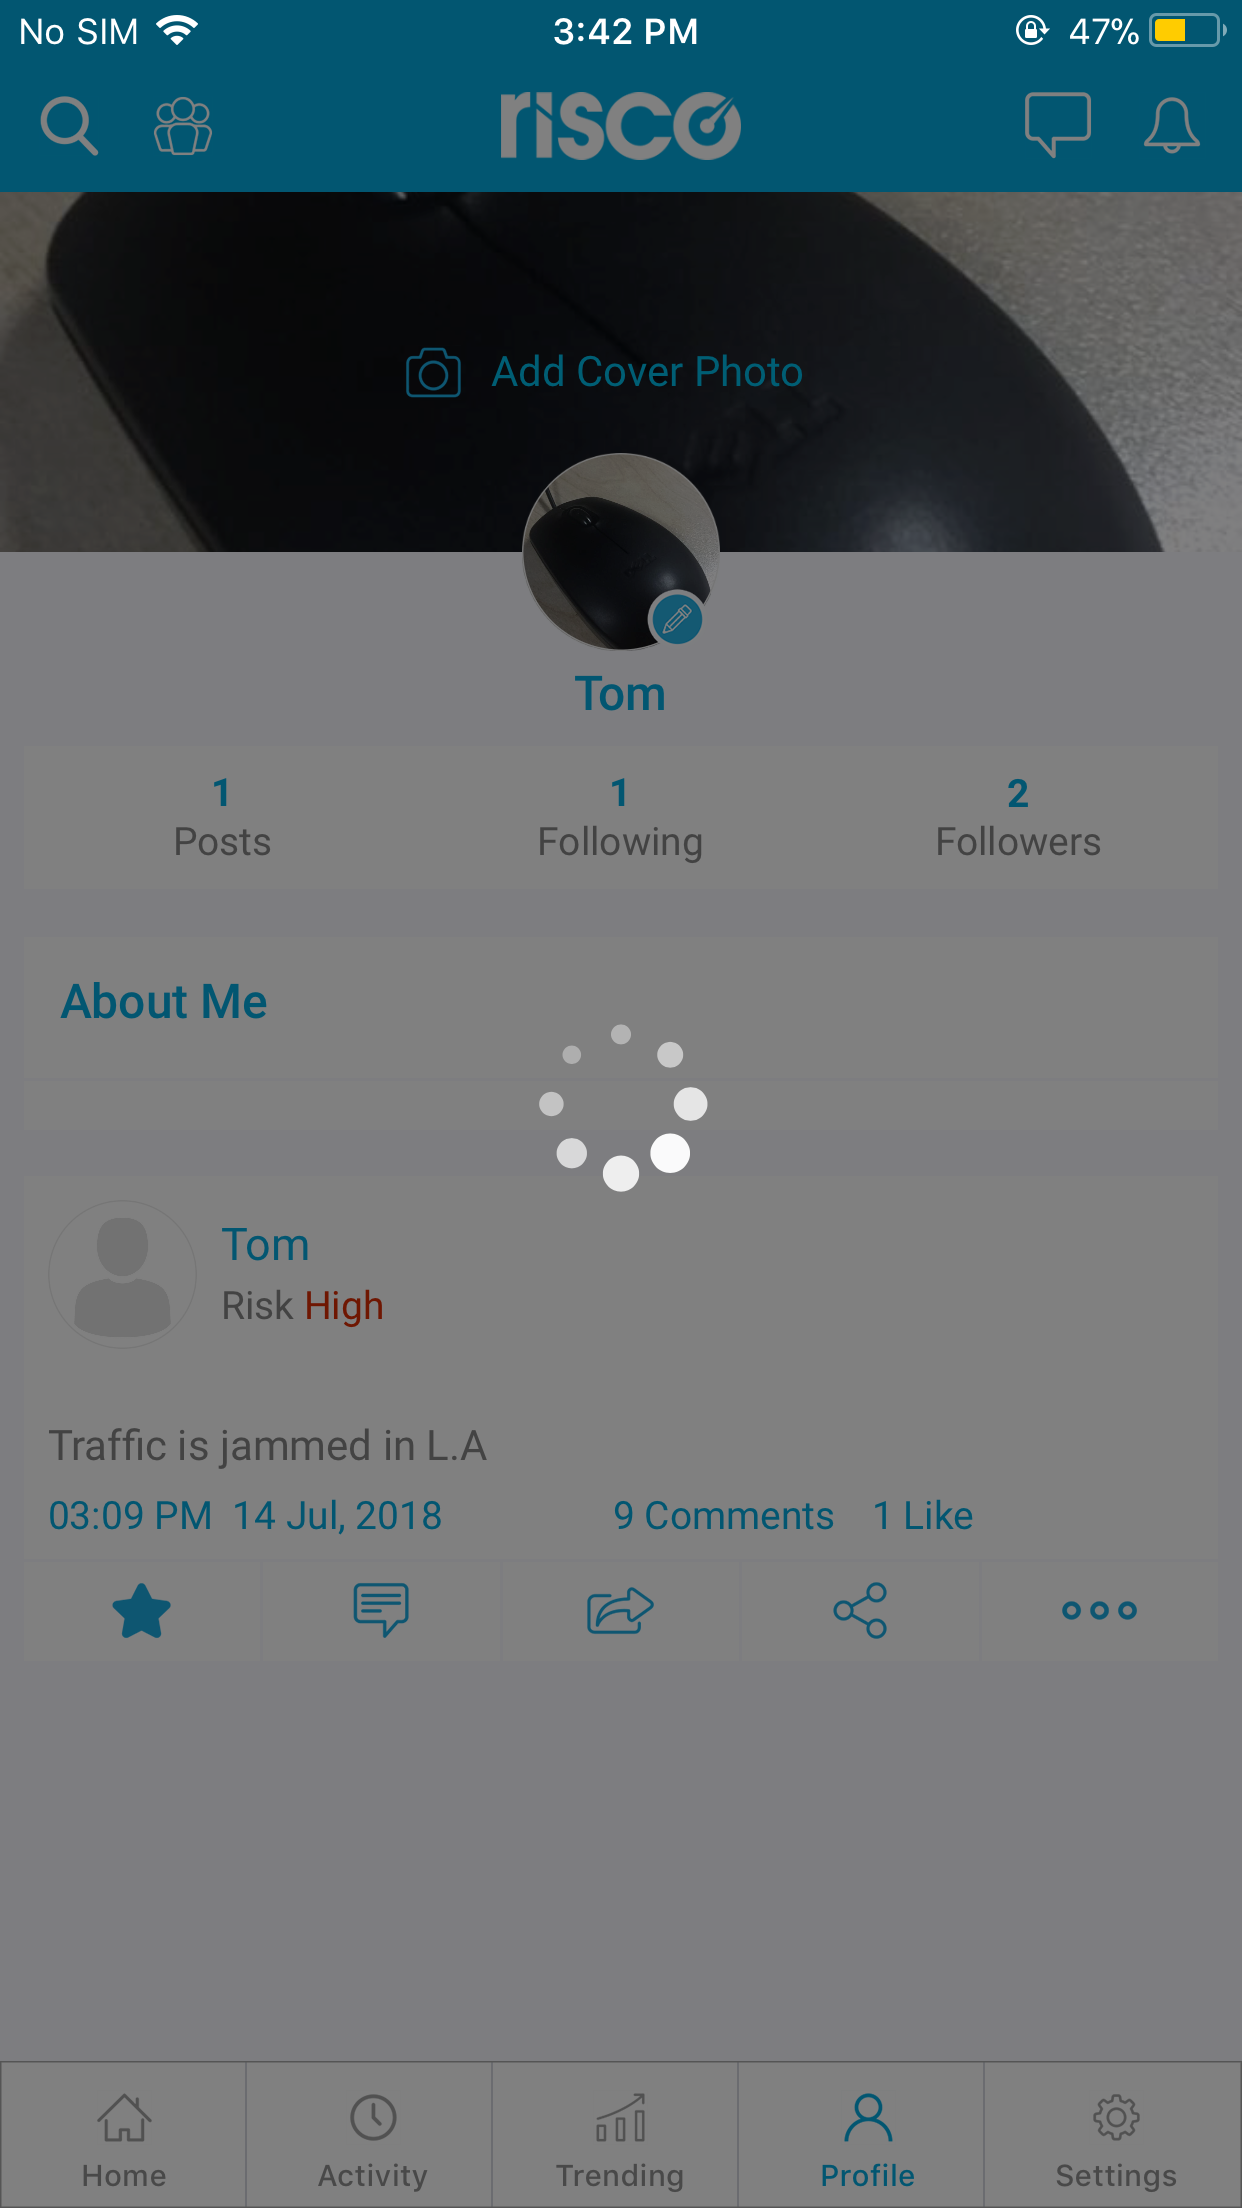 No SIM 3:42 PM 47%
risco
Add Cover Photo
Tom
1 1 2
Posts Following Followers
About Me
Tom
Risk High
Traffic is jammed in L.A
03:09 PM 14 Jul, 2018 9 Comments 1 Like
Home Activity Trending Profile Settings